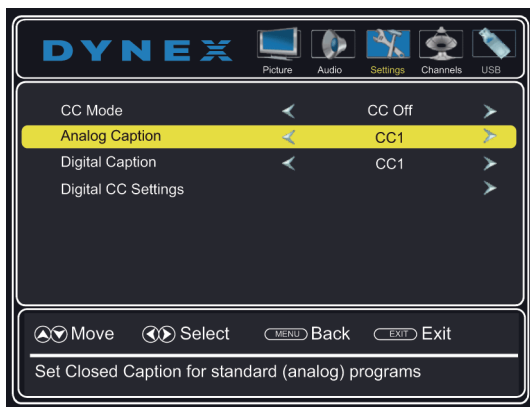 DYNEX
Picture Audio Settings Channels USB
CC Mode CC Off
Analog Caption CC1
Digital Caption CC1
Digital CC Settings
Move Select MENU Back EXIT Exit
Set Closed Caption for standard (analog) programs